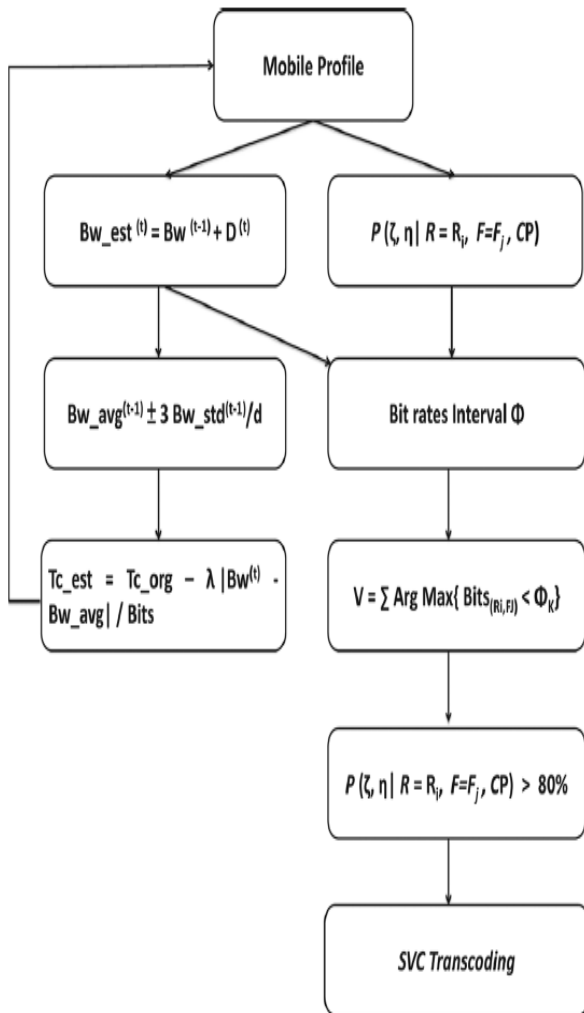 Mobile Profile
Bw_est ⁽ᵗ⁾ = Bw ⁽ᵗ⁻¹⁾ + D ⁽ᵗ⁾
P (ζ, η | R = Rᵢ, F=Fⱼ , CP)
Bw_avg⁽ᵗ⁻¹⁾ ± 3 Bw_std⁽ᵗ⁻¹⁾/d
Bit rates Interval Φ
Tc_est = Tc_org − λ |Bw⁽ᵗ⁾ -
Bw_avg| / Bits
V = ∑ Arg Max{ Bits₍Ri,FJ₎ < Φ_K}
P (ζ, η | R = Rᵢ, F=Fⱼ , CP) > 80%
SVC Transcoding